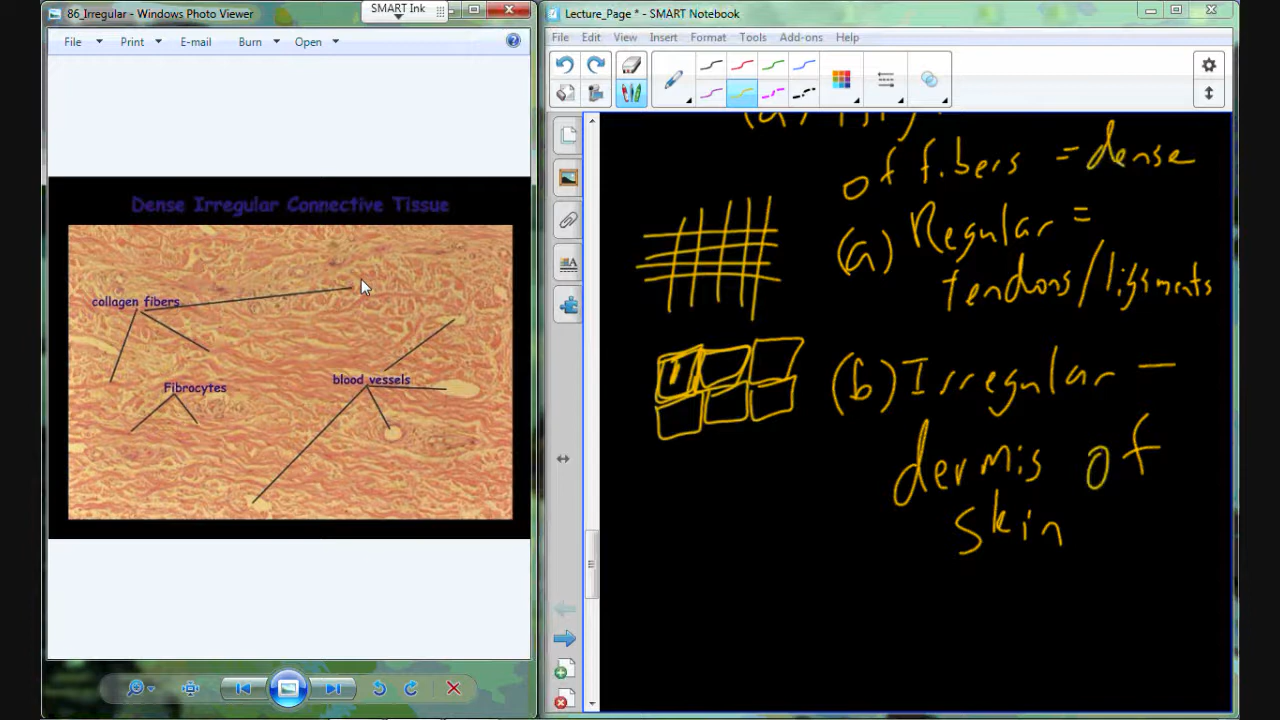 86_Irregular - Windows Photo Viewer
SMART Ink
File Print E-mail Burn Open
Dense Irregular Connective Tissue
collagen fibers
Fibrocytes
blood vessels
Lecture_Page * - SMART Notebook
File Edit View Insert Format Tools Add-ons Help
of fibers = dense
(a) Regular =
tendons/ligaments
(b) Irregular -
dermis of
skin